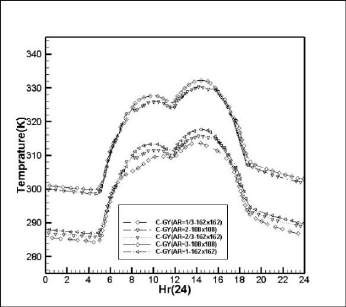 340
330
320
310
300
290
280
Temprature(K)
C-GY(AR=1/3-162x162)
C-GY(AR=2-188x188)
C-GY(AR=2/3-162x162)
C-GY(AR=3-188x188)
C-GY(AR=1-162x162)
0 2 4 6 8 10 12 14 16 18 20 22 24
Hr(24)